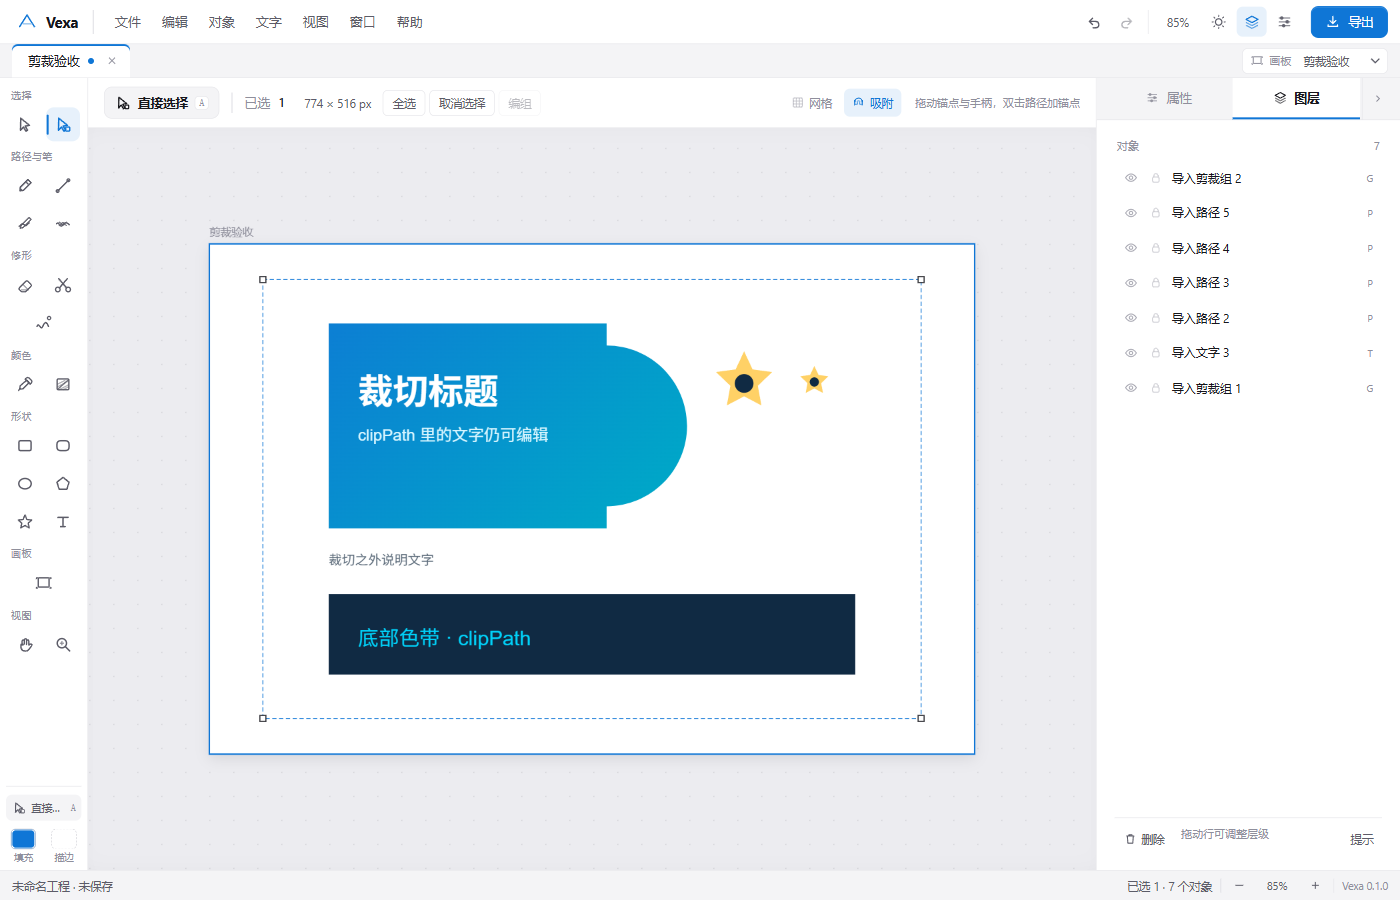 Vexa 文件 编辑 对象 文字 视图 窗口 帮助 85% 导出
剪裁验收 × 画板 剪裁验收
选择
直接选择 A 已选 1 774 × 516 px 全选 取消选择 编组 网格 吸附 拖动锚点与手柄，双击路径加锚点
属性 图层
路径与笔
修形
颜色
形状
画板
视图
直接... A
填充 描边
剪裁验收
裁切标题
clipPath 里的文字仍可编辑
裁切之外说明文字
底部色带 · clipPath
对象 7
导入剪裁组 2 G
导入路径 5 P
导入路径 4 P
导入路径 3 P
导入路径 2 P
导入文字 3 T
导入剪裁组 1 G
删除 拖动行可调整层级 提示
未命名工程 · 未保存 已选 1 · 7 个对象 − 85% + Vexa 0.1.0